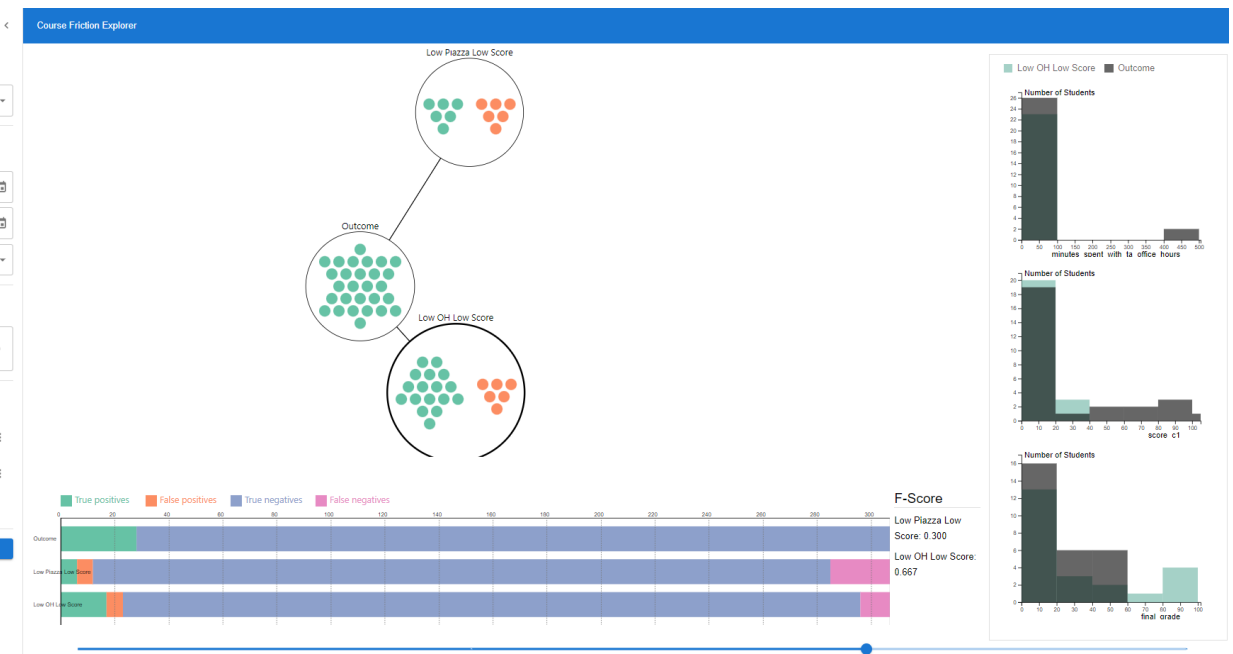 Course Friction Explorer
Low Piazza Low Score
Outcome
Low OH Low Score
True positives False positives True negatives False negatives
0 20 40 60 80 100 120 140 160 180 200 220 240 260 280 300
Outcome
Low Piazza Low Score
Low OH Low Score
F-Score
Low Piazza Low
Score: 0.300
Low OH Low Score:
0.667
Low OH Low Score Outcome
Number of Students
26
24
22
20
18
16
14
12
10
8
6
4
2
0
0 50 100 150 200 250 300 350 400 450 500
minutes spent with ta office hours
Number of Students
20
18
16
14
12
10
8
6
4
2
0
0 10 20 30 40 50 60 70 80 90 100
score c1
Number of Students
16
14
12
10
8
6
4
2
0
0 10 20 30 40 50 60 70 80 90 100
final grade